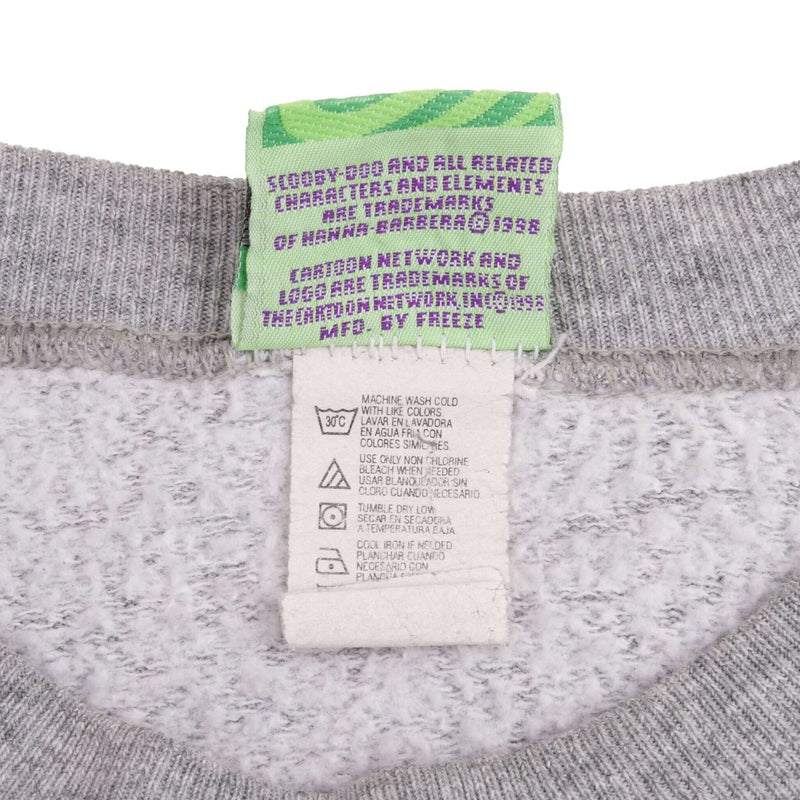 SCOOBY-DOO AND ALL RELATED
CHARACTERS AND ELEMENTS
ARE TRADEMARKS
OF HANNA-BARBERA © 1998
CARTOON NETWORK AND
LOGO ARE TRADEMARKS OF
THE CARTOON NETWORK, INC © 1998
MFD. BY FREEZE
MACHINE WASH COLD
WITH LIKE COLORS.
LAVAR EN LAVADORA
EN AGUA FRIA CON
COLORES SIMILARES.
30°C
USE ONLY NON CHLORINE
BLEACH WHEN NEEDED
USAR BLANQUEADOR SIN
CLORO CUANDO NECESARIO
TUMBLE DRY LOW
SECAR EN SECADORA
A TEMPERATURA BAJA
COOL IRON IF NEEDED
PLANCHAR CUANDO
NECESARIO CON
PLANCHA